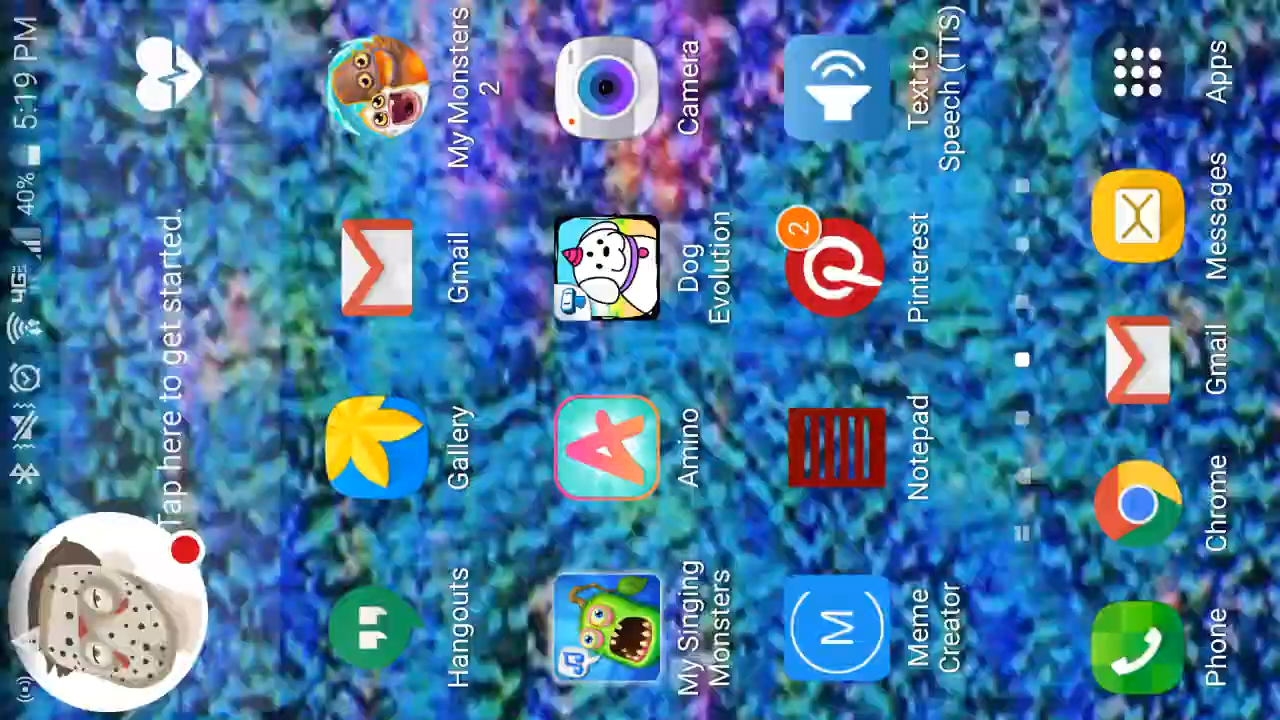 4GE 40% 5:19 PM
Tap here to get started.
Hangouts
Gallery
Gmail
My Monsters
2
My Singing
Monsters
Amino
Dog
Evolution
Camera
M
2
Meme
Creator
Notepad
Pinterest
Text to
Speech (TTS)
Phone
Chrome
Gmail
Messages
Apps